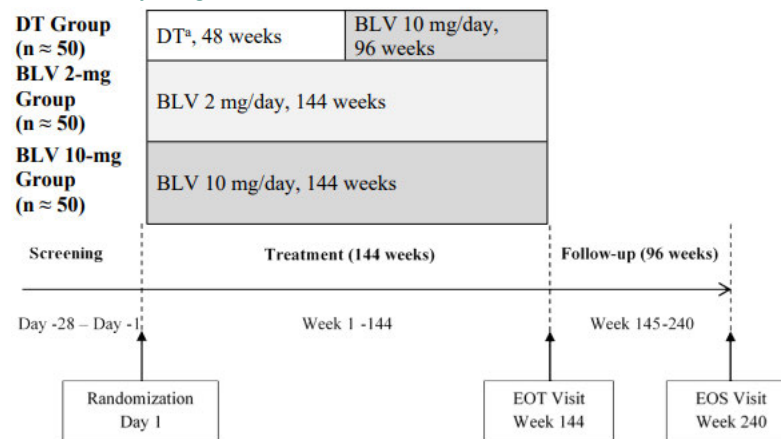 DT Group
(n ≈ 50)
DTª, 48 weeks
BLV 10 mg/day,
96 weeks
BLV 2-mg
Group
(n ≈ 50)
BLV 2 mg/day, 144 weeks
BLV 10-mg
Group
(n ≈ 50)
BLV 10 mg/day, 144 weeks
Screening
Treatment (144 weeks)
Follow-up (96 weeks)
Day -28 – Day -1
Week 1 -144
Week 145-240
Randomization
Day 1
EOT Visit
Week 144
EOS Visit
Week 240